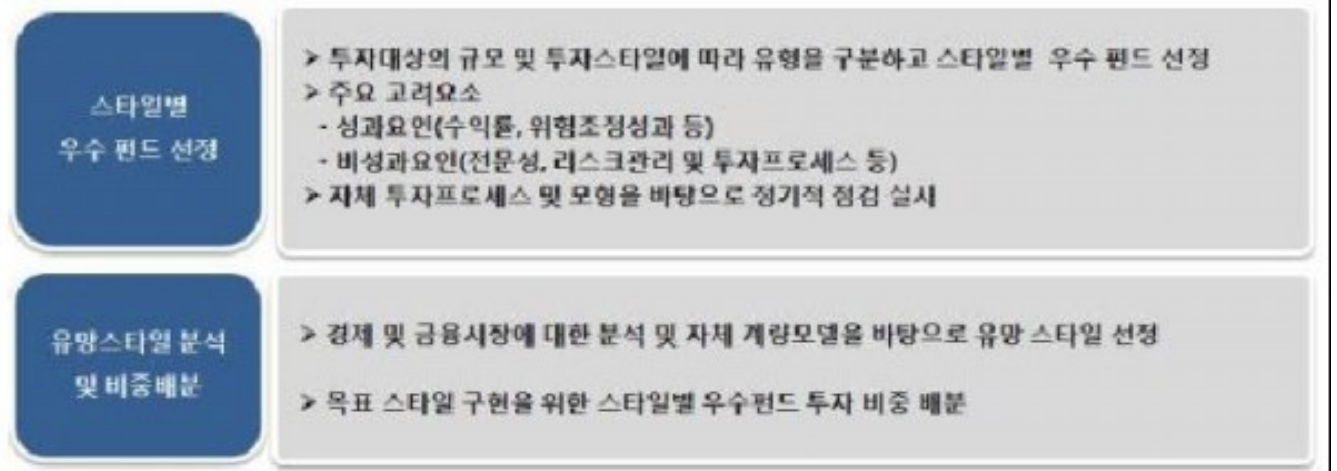 스타일별
우수 펀드 선정
➢ 투자대상의 규모 및 투자스타일에 따라 유형을 구분하고 스타일별 우수 펀드 선정
➢ 주요 고려요소
- 성과요인(수익률, 위험조정성과 등)
- 비성과요인(전문성, 리스크관리 및 투자프로세스 등)
➢ 자체 투자프로세스 및 모형을 바탕으로 정기적 점검 실시
유망스타일 분석
및 비중배분
➢ 경제 및 금융시장에 대한 분석 및 자체 계량모델을 바탕으로 유망 스타일 선정
➢ 목표 스타일 구현을 위한 스타일별 우수펀드 투자 비중 배분